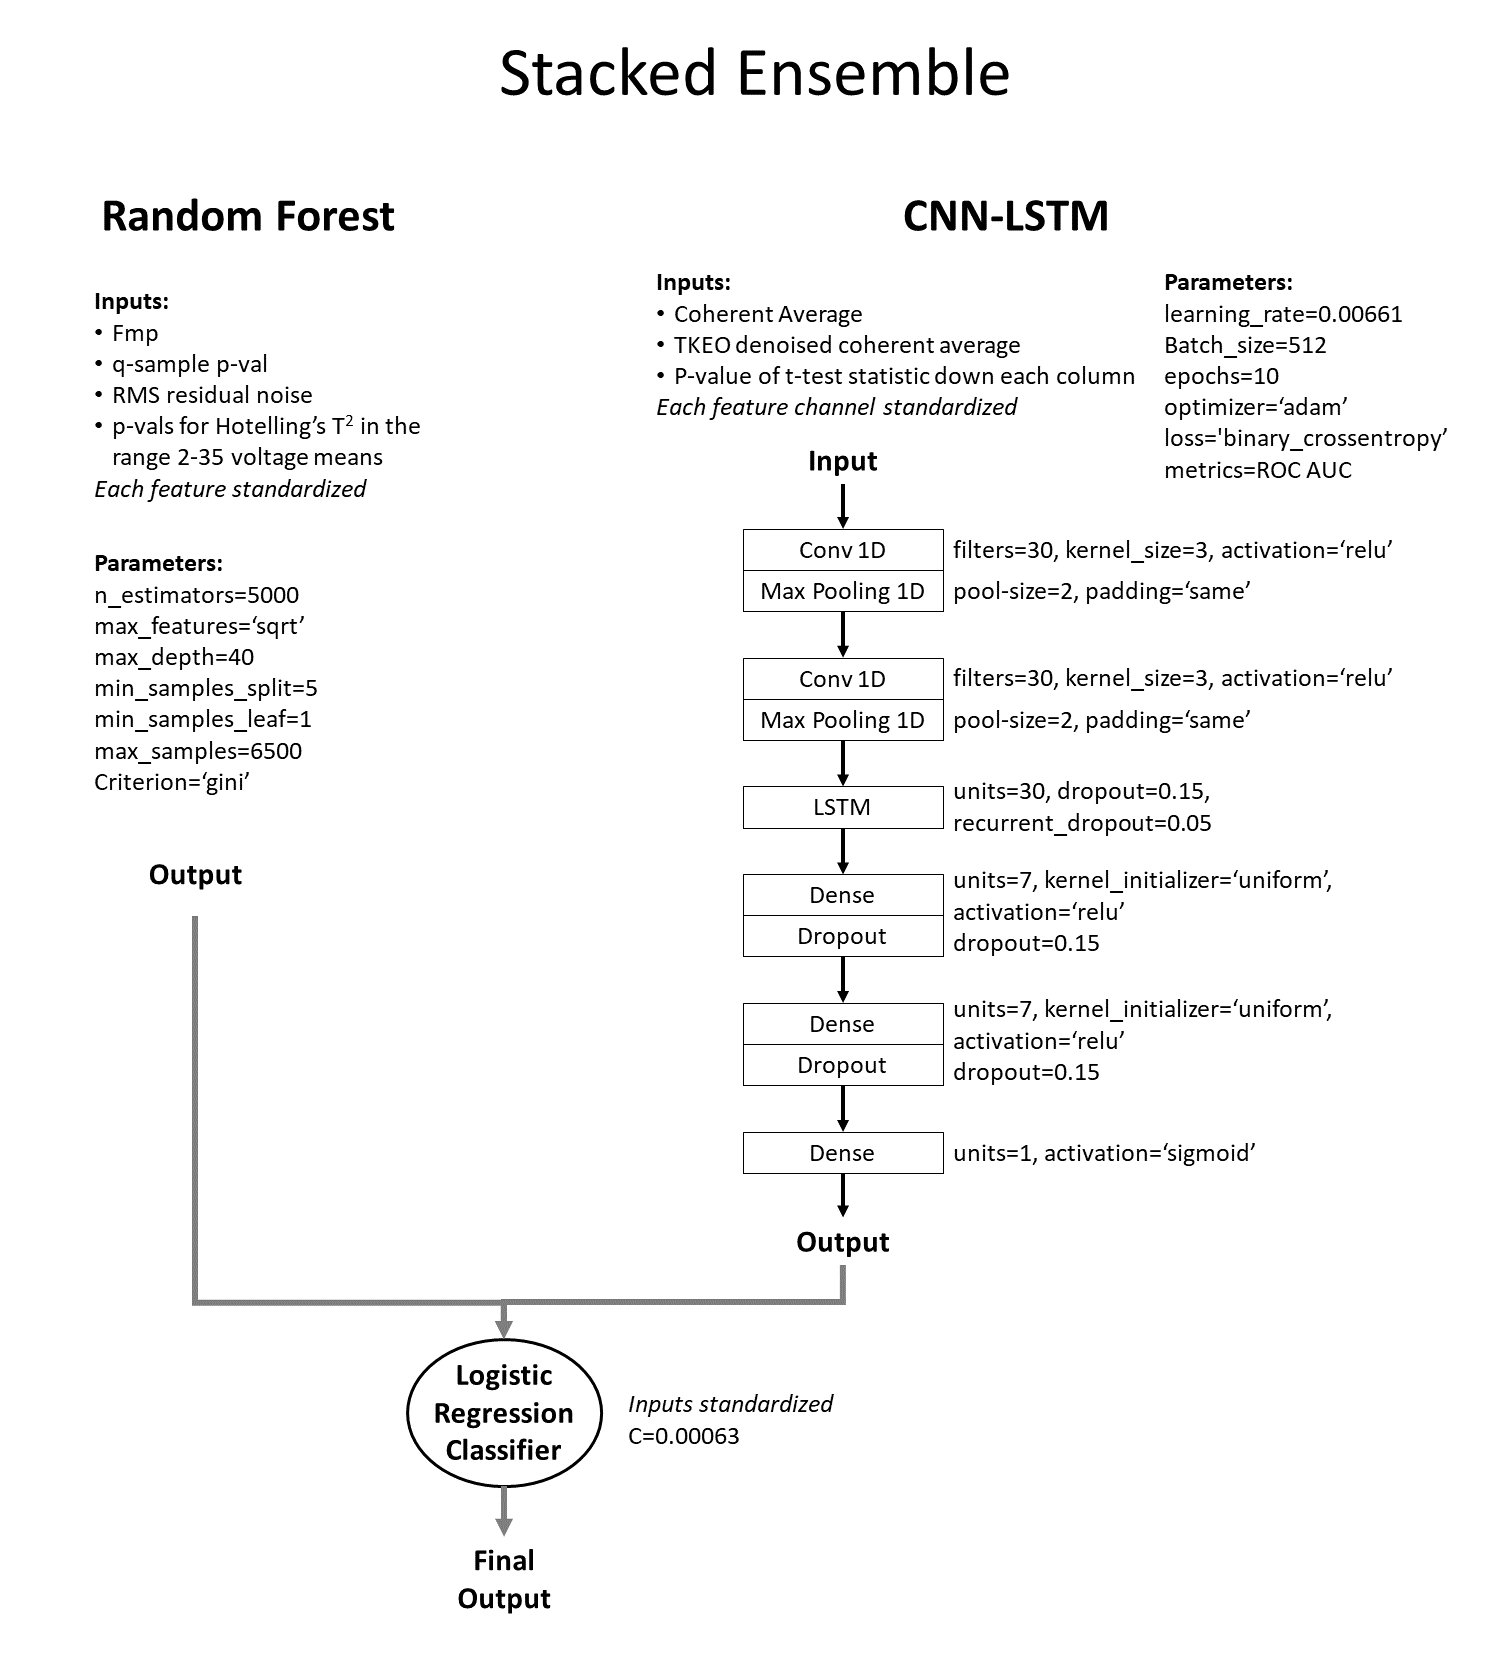 Stacked Ensemble
Random Forest
Inputs:
• Fmp
• q-sample p-val
• RMS residual noise
• p-vals for Hotelling’s T² in the
range 2-35 voltage means
Each feature standardized
Parameters:
n_estimators=5000
max_features=‘sqrt’
max_depth=40
min_samples_split=5
min_samples_leaf=1
max_samples=6500
Criterion=‘gini’
Output
CNN-LSTM
Inputs:
• Coherent Average
• TKEO denoised coherent average
• P-value of t-test statistic down each column
Each feature channel standardized
Parameters:
learning_rate=0.00661
Batch_size=512
epochs=10
optimizer=‘adam’
loss='binary_crossentropy’
metrics=ROC AUC
Input
Conv 1D
filters=30, kernel_size=3, activation=‘relu’
Max Pooling 1D
pool-size=2, padding=‘same’
Conv 1D
filters=30, kernel_size=3, activation=‘relu’
Max Pooling 1D
pool-size=2, padding=‘same’
LSTM
units=30, dropout=0.15,
recurrent_dropout=0.05
Dense
units=7, kernel_initializer=‘uniform’,
activation=‘relu’
Dropout
dropout=0.15
Dense
units=7, kernel_initializer=‘uniform’,
activation=‘relu’
Dropout
dropout=0.15
Dense
units=1, activation=‘sigmoid’
Output
Logistic
Regression
Classifier
Inputs standardized
C=0.00063
Final
Output